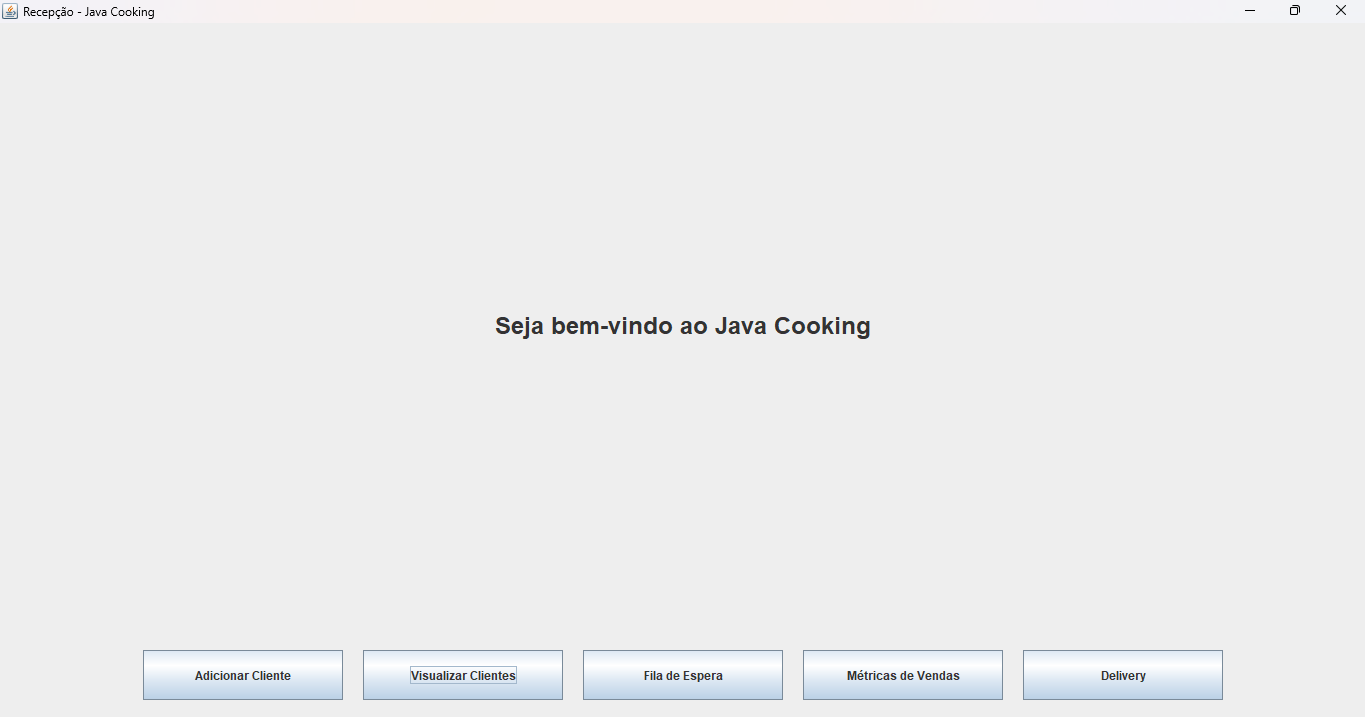 Recepção - Java Cooking
Seja bem-vindo ao Java Cooking
Adicionar Cliente
Visualizar Clientes
Fila de Espera
Métricas de Vendas
Delivery